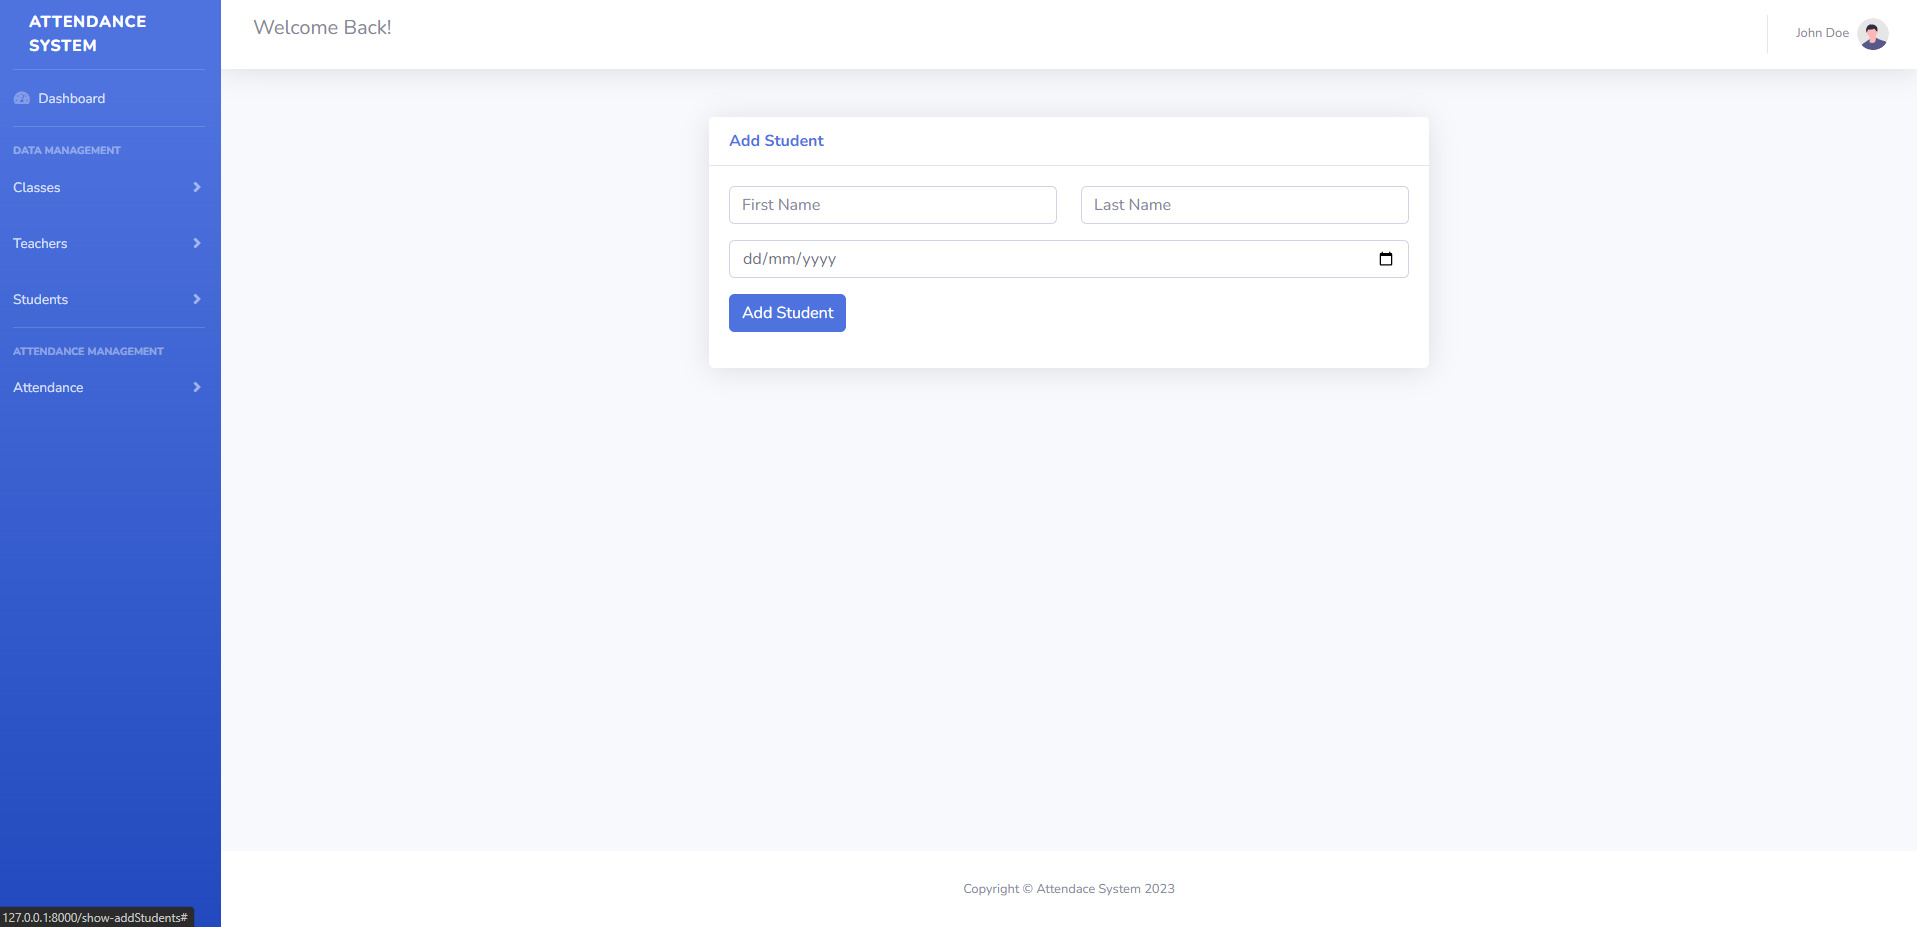 ATTENDANCE
SYSTEM
Dashboard
DATA MANAGEMENT
Classes
Teachers
Students
ATTENDANCE MANAGEMENT
Attendance
Welcome Back!
John Doe
Add Student
First Name
Last Name
dd/mm/yyyy
Add Student
Copyright © Attendace System 2023
127.0.0.1:8000/show-addStudents#